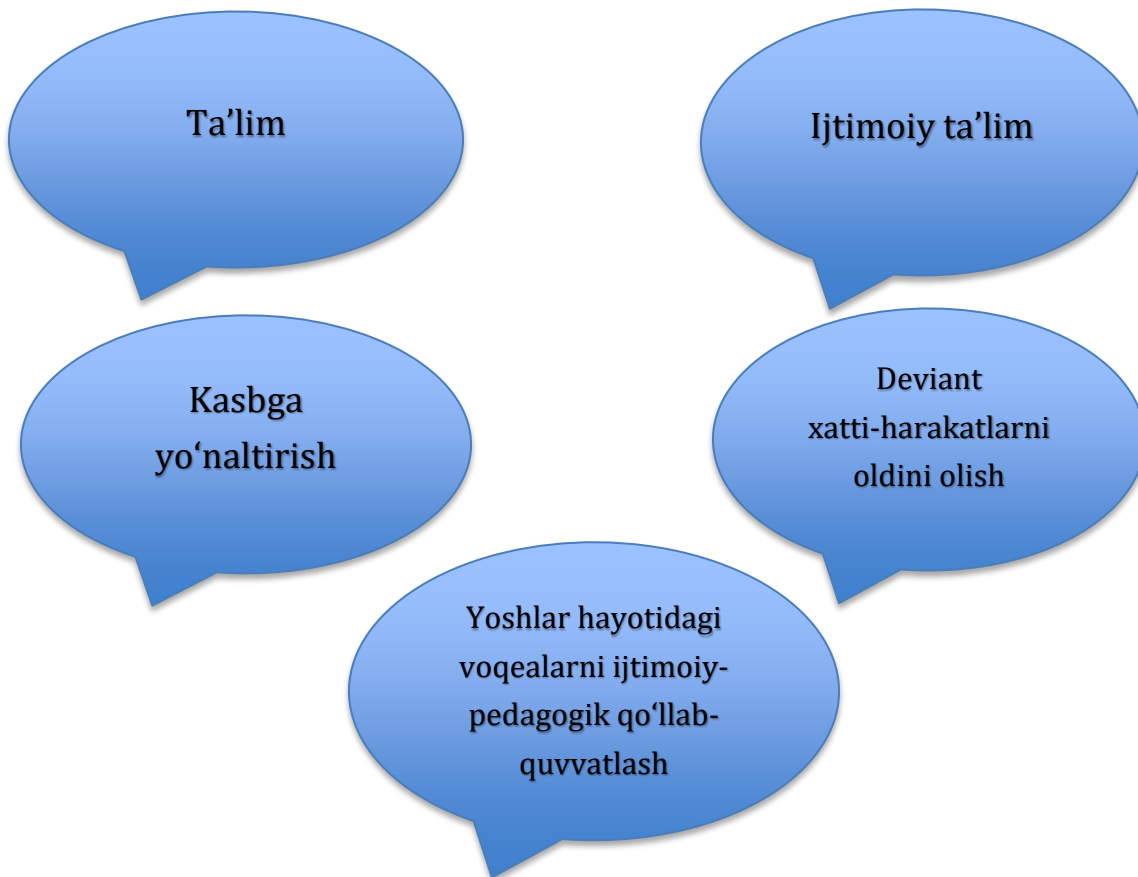 Ta’lim
Ijtimoiy ta’lim
Kasbga
yo‘naltirish
Deviant
xatti-harakatlarni
oldini olish
Yoshlar hayotidagi
voqealarni ijtimoiy-
pedagogik qo‘llab-
quvvatlash